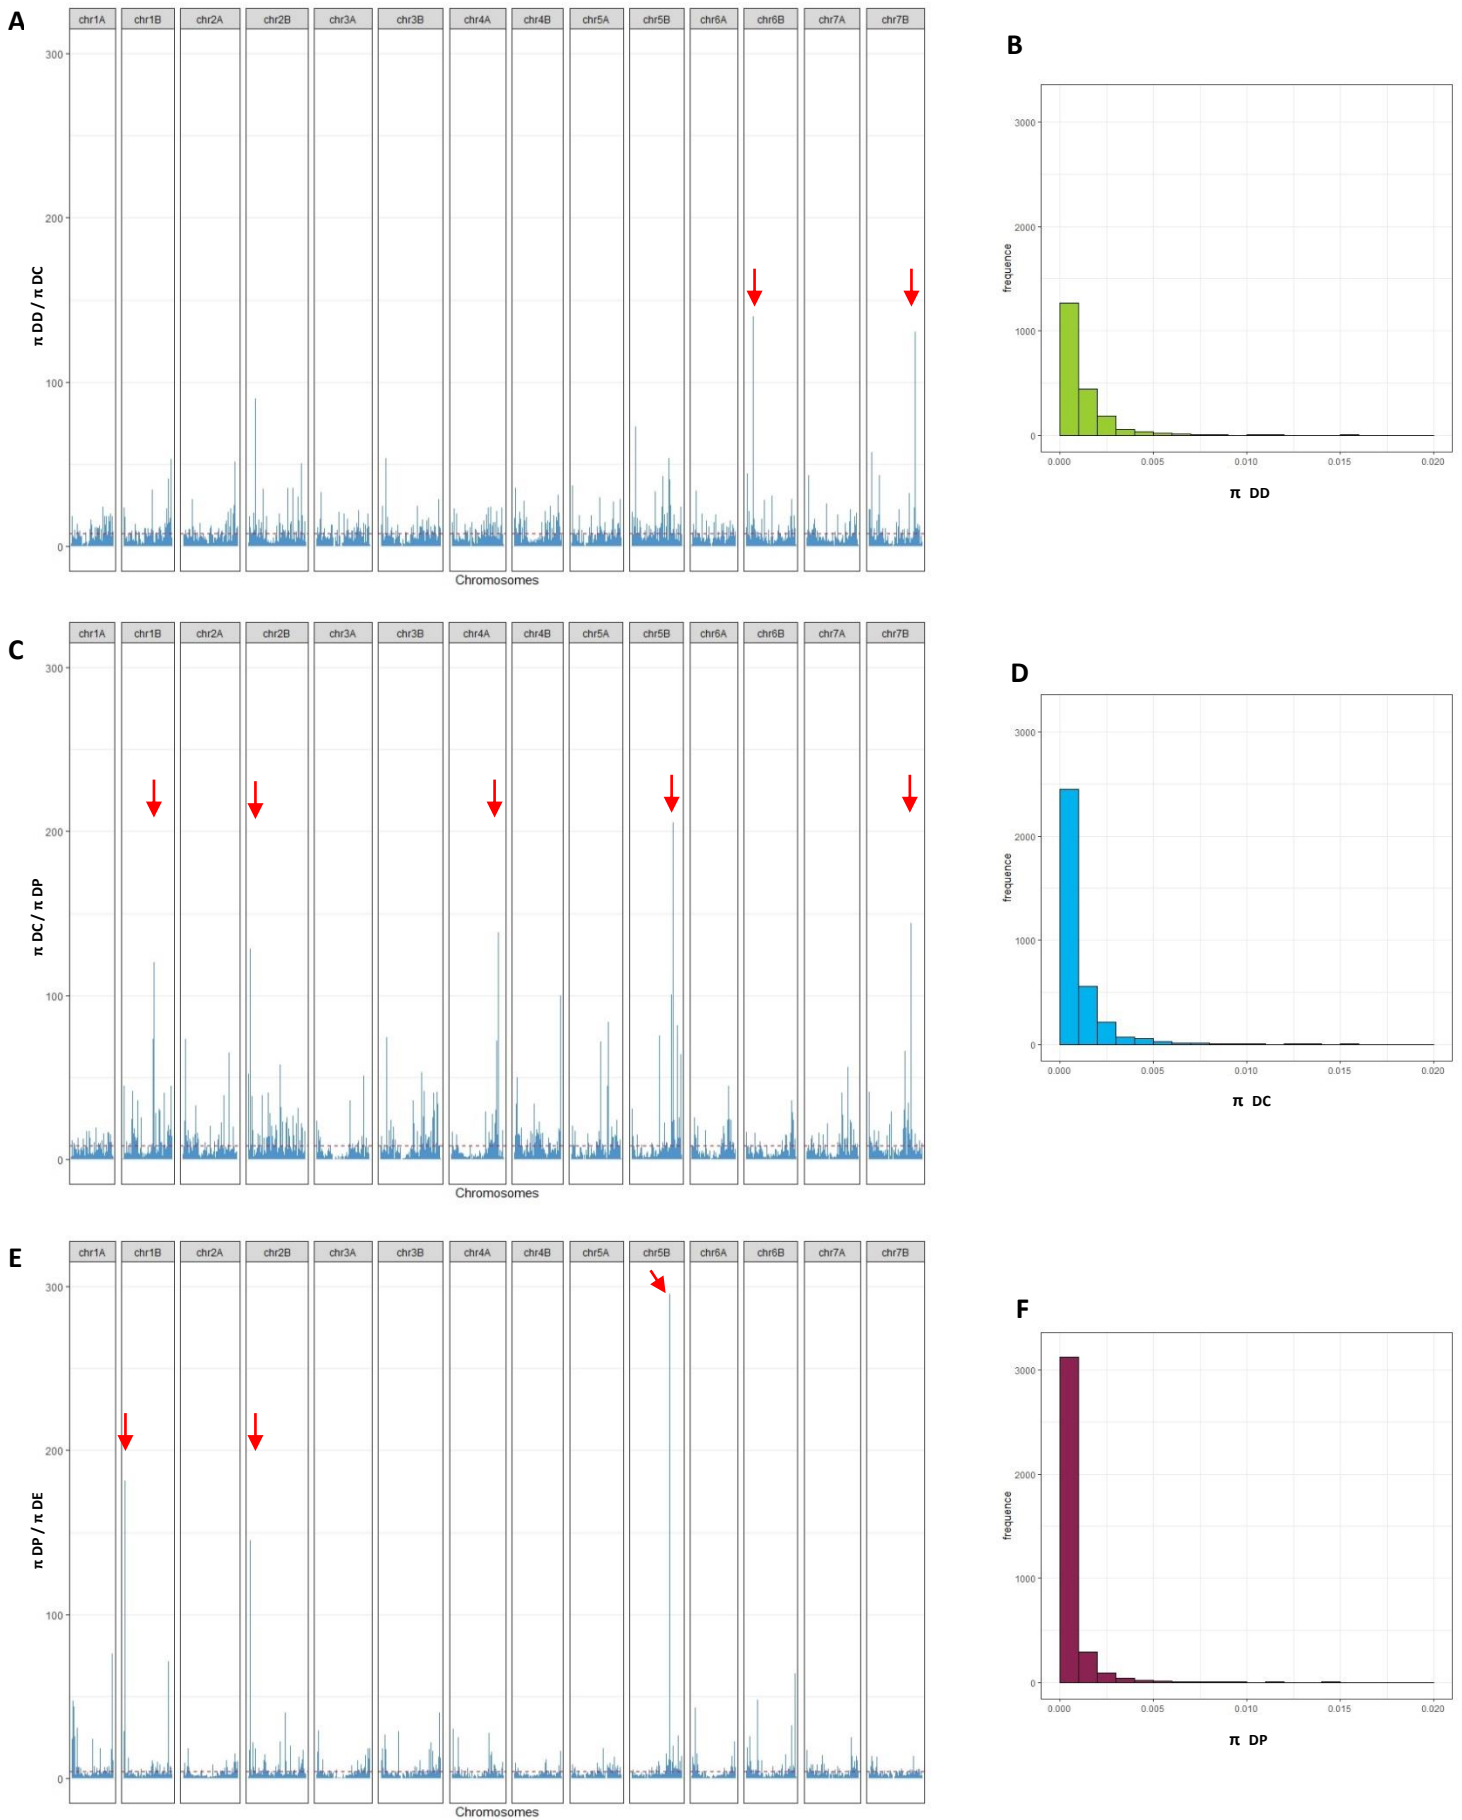 A
chr1A chr1B chr2A chr2B chr3A chr3B chr4A chr4B chr5A chr5B chr6A chr6B chr7A chr7B
300
200
100
0
π DD / π DC
Chromosomes
B
3000
2000
1000
0
frequence
0.000 0.005 0.010 0.015 0.020
π DD
C
chr1A chr1B chr2A chr2B chr3A chr3B chr4A chr4B chr5A chr5B chr6A chr6B chr7A chr7B
300
200
100
0
π DC / π DP
Chromosomes
D
3000
2000
1000
0
frequence
0.000 0.005 0.010 0.015 0.020
π DC
E
chr1A chr1B chr2A chr2B chr3A chr3B chr4A chr4B chr5A chr5B chr6A chr6B chr7A chr7B
300
200
100
0
π DP / π DE
Chromosomes
F
3000
2000
1000
0
frequence
0.000 0.005 0.010 0.015 0.020
π DP